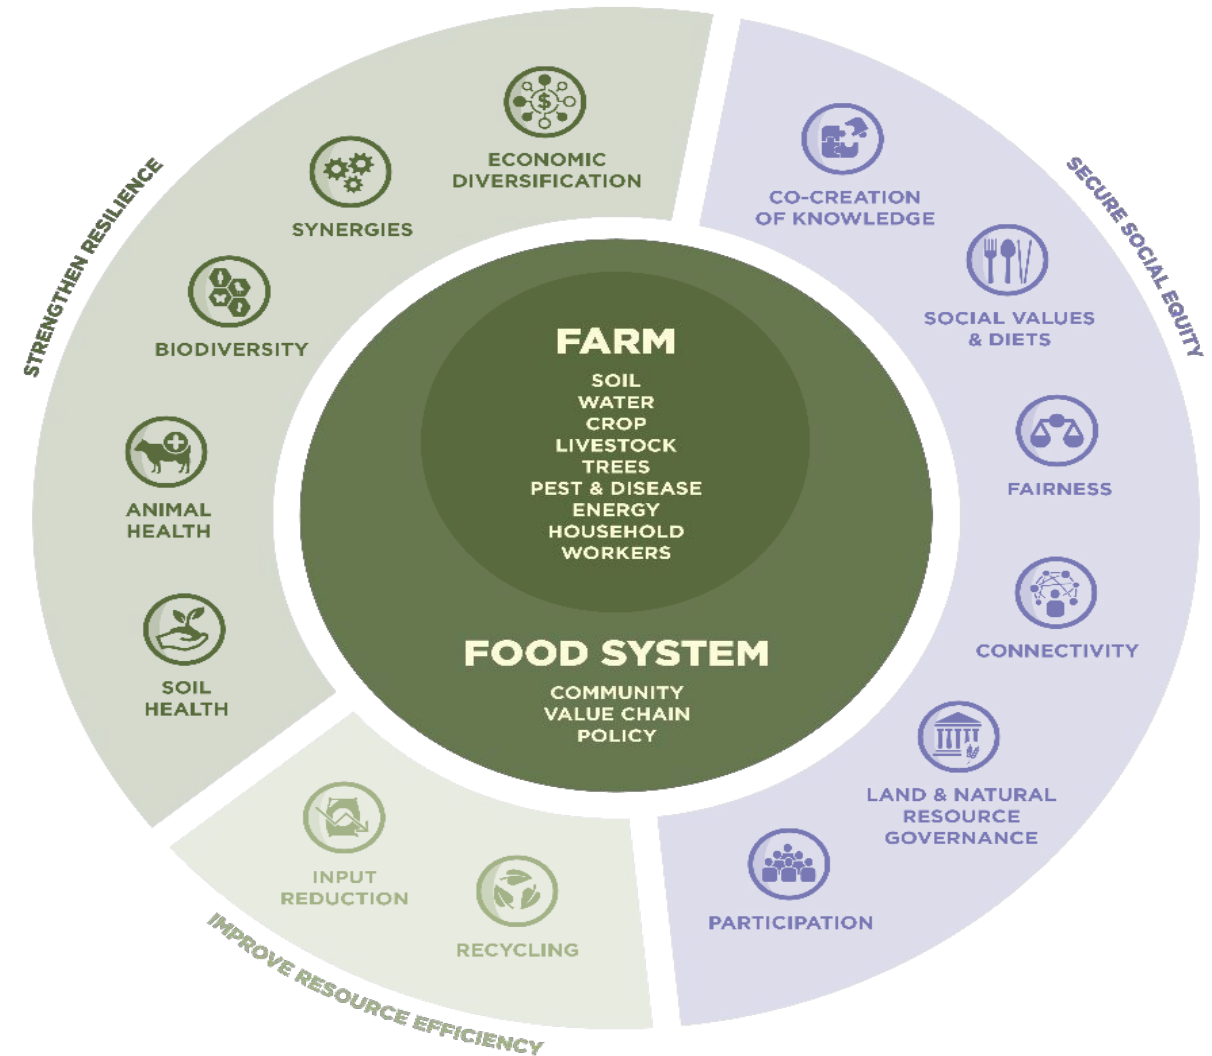 STRENGTHEN RESILIENCE
ECONOMIC
DIVERSIFICATION
SYNERGIES
BIODIVERSITY
ANIMAL
HEALTH
SOIL
HEALTH
IMPROVE RESOURCE EFFICIENCY
INPUT
REDUCTION
RECYCLING
SECURE SOCIAL EQUITY
CO-CREATION
OF KNOWLEDGE
SOCIAL VALUES
& DIETS
FAIRNESS
CONNECTIVITY
LAND & NATURAL
RESOURCE
GOVERNANCE
PARTICIPATION
FARM
SOIL
WATER
CROP
LIVESTOCK
TREES
PEST & DISEASE
ENERGY
HOUSEHOLD
WORKERS
FOOD SYSTEM
COMMUNITY
VALUE CHAIN
POLICY
$